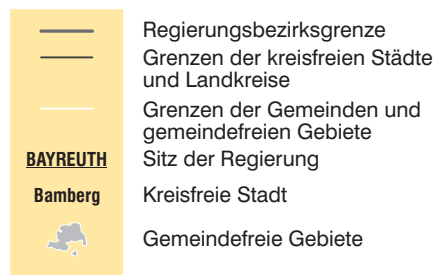 Regierungsbezirksgrenze
Grenzen der kreisfreien Städte
und Landkreise
Grenzen der Gemeinden und
gemeindefreien Gebiete
BAYREUTH Sitz der Regierung
Bamberg Kreisfreie Stadt
Gemeindefreie Gebiete